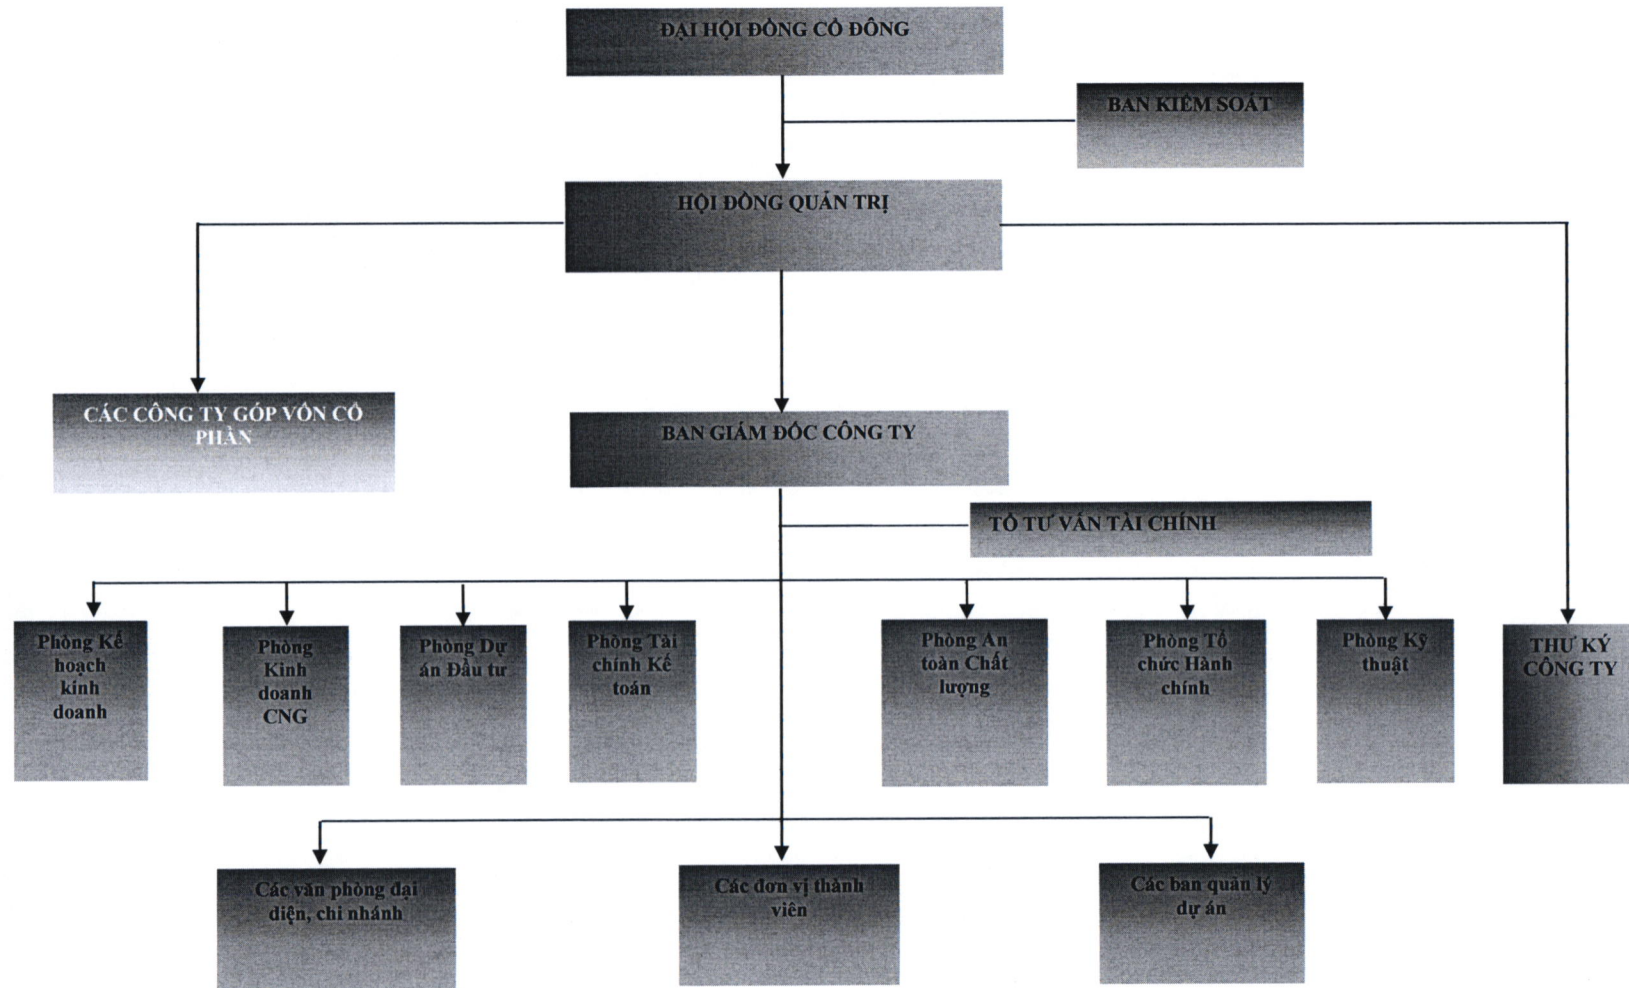 ĐẠI HỘI ĐỒNG CỔ ĐÔNG
BAN KIỂM SOÁT
HỘI ĐỒNG QUẢN TRỊ
CÁC CÔNG TY GÓP VỐN CỔ
PHẦN
BAN GIÁM ĐỐC CÔNG TY
TỔ TƯ VẤN TÀI CHÍNH
Phòng Kế
hoạch
kinh
doanh
Phòng
Kinh
doanh
CNG
Phòng Dự
án Đầu tư
Phòng Tài
chính Kế
toán
Phòng An
toàn Chất
lượng
Phòng Tổ
chức Hành
chính
Phòng Kỹ
thuật
THƯ KÝ
CÔNG TY
Các văn phòng đại
diện, chi nhánh
Các đơn vị thành
viên
Các ban quản lý
dự án